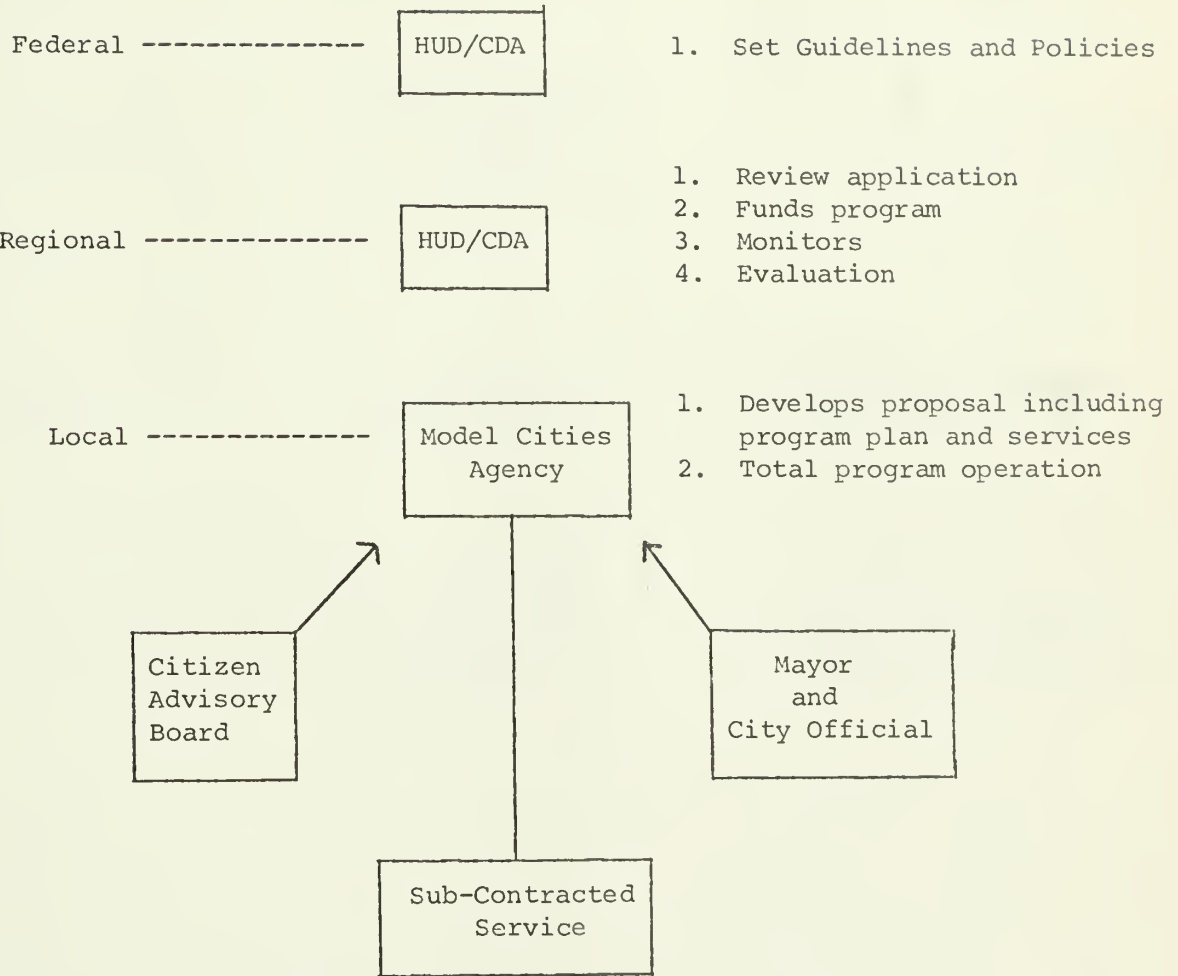 Federal -------------- HUD/CDA 1. Set Guidelines and Policies
1. Review application
2. Funds program
Regional -------------- HUD/CDA 3. Monitors
4. Evaluation
1. Develops proposal including
Local -------------- Model Cities program plan and services
Agency 2. Total program operation
Citizen
Advisory
Board
Mayor
and
City Official
Sub-Contracted
Service